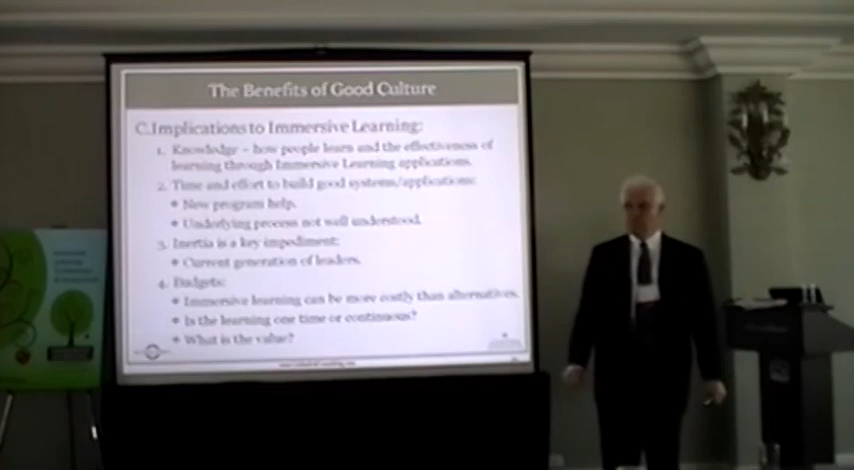 The Benefits of Good Culture
C.Implications to Immersive Learning:
1. Knowledge – how people learn and the effectiveness of
learning through Immersive Learning applications.
2. Time and effort to build good systems/applications:
• New program help.
• Underlying process not well understood.
3. Inertia is a key impediment:
• Current generation of leaders.
4. Budgets:
• Immersive learning can be more costly than alternatives.
• Is the learning one time or continuous?
• What is the value?